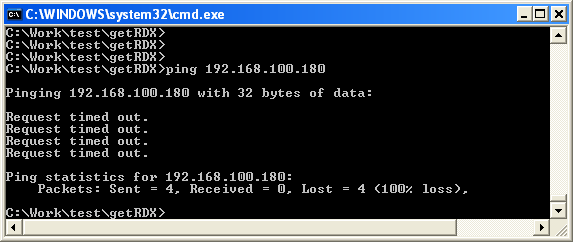 C:\WINDOWS\system32\cmd.exe
C:\Work\test\getRDX>
C:\Work\test\getRDX>
C:\Work\test\getRDX>
C:\Work\test\getRDX>ping 192.168.100.180
Pinging 192.168.100.180 with 32 bytes of data:
Request timed out.
Request timed out.
Request timed out.
Request timed out.
Ping statistics for 192.168.100.180:
    Packets: Sent = 4, Received = 0, Lost = 4 (100% loss),
C:\Work\test\getRDX>